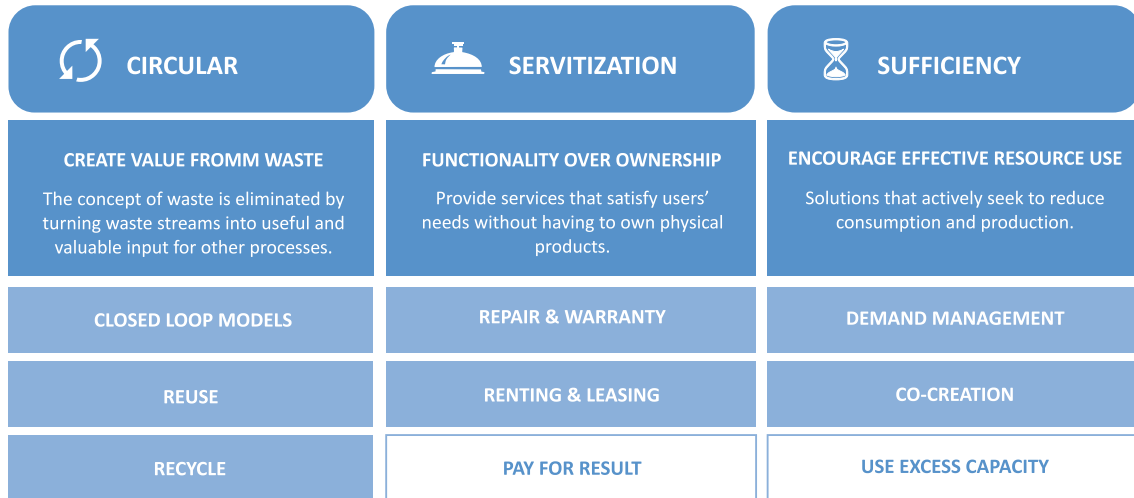 CIRCULAR
SERVITIZATION
SUFFICIENCY
CREATE VALUE FROMM WASTE
The concept of waste is eliminated by
turning waste streams into useful and
valuable input for other processes.
FUNCTIONALITY OVER OWNERSHIP
Provide services that satisfy users’
needs without having to own physical
products.
ENCOURAGE EFFECTIVE RESOURCE USE
Solutions that actively seek to reduce
consumption and production.
CLOSED LOOP MODELS
REPAIR & WARRANTY
DEMAND MANAGEMENT
REUSE
RENTING & LEASING
CO-CREATION
RECYCLE
PAY FOR RESULT
USE EXCESS CAPACITY